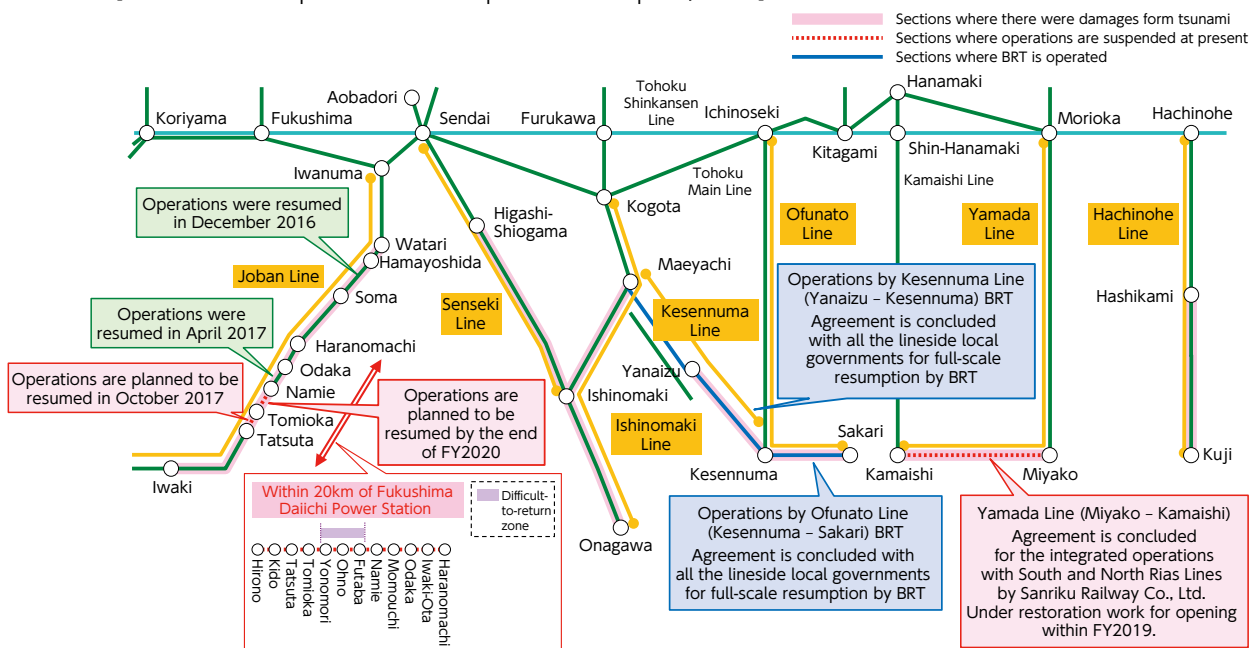 Sections where there were damages form tsunami
Sections where operations are suspended at present
Sections where BRT is operated
Koriyama
Fukushima
Aobadori
Sendai
Furukawa
Tohoku
Shinkansen
Line
Ichinoseki
Kitagami
Hanamaki
Shin-Hanamaki
Morioka
Hachinohe
Iwanuma
Tohoku
Main Line
Kamaishi Line
Kogota
Operations were resumed
in December 2016
Watari
Hamayoshida
Joban Line
Soma
Higashi-
Shiogama
Senseki
Line
Maeyachi
Kesennuma
Line
Ofunato
Line
Yamada
Line
Hachinohe
Line
Hashikami
Operations by Kesennuma Line
(Yanaizu – Kesennuma) BRT
Agreement is concluded
with all the lineside local
governments for full-scale
resumption by BRT
Operations were
resumed in April 2017
Haranomachi
Odaka
Namie
Tomioka
Tatsuta
Iwaki
Operations are planned to be
resumed in October 2017
Operations are
planned to be
resumed by the end
of FY2020
Yanaizu
Ishinomaki
Ishinomaki
Line
Sakari
Kesennuma
Kamaishi
Miyako
Kuji
Onagawa
Within 20km of Fukushima
Daiichi Power Station
Difficult-
to-return
zone
Hirono
Kido
Tatsuta
Tomioka
Yonomori
Ohno
Futaba
Namie
Momouchi
Odaka
Iwaki-Ota
Haranomachi
Operations by Ofunato Line
(Kesennuma – Sakari) BRT
Agreement is concluded with
all the lineside local governments
for full-scale resumption by BRT
Yamada Line (Miyako – Kamaishi)
Agreement is concluded
for the integrated operations
with South and North Rias Lines
by Sanriku Railway Co., Ltd.
Under restoration work for opening
within FY2019.